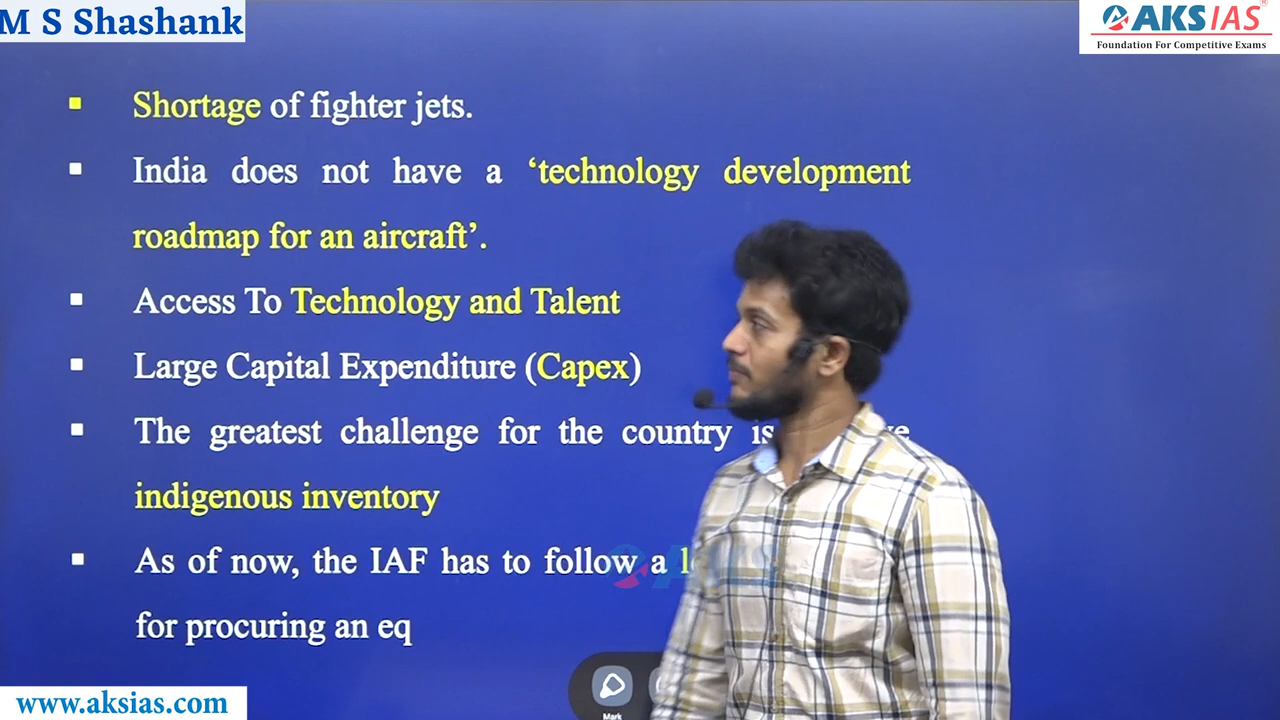 M S Shashank
AKS IAS®
Foundation For Competitive Exams
▪ Shortage of fighter jets.
▪ India does not have a ‘technology development
roadmap for an aircraft’.
▪ Access To Technology and Talent
▪ Large Capital Expenditure (Capex)
▪ The greatest challenge for the country is
indigenous inventory
▪ As of now, the IAF has to follow a
for procuring an eq
Mark
www.aksias.com